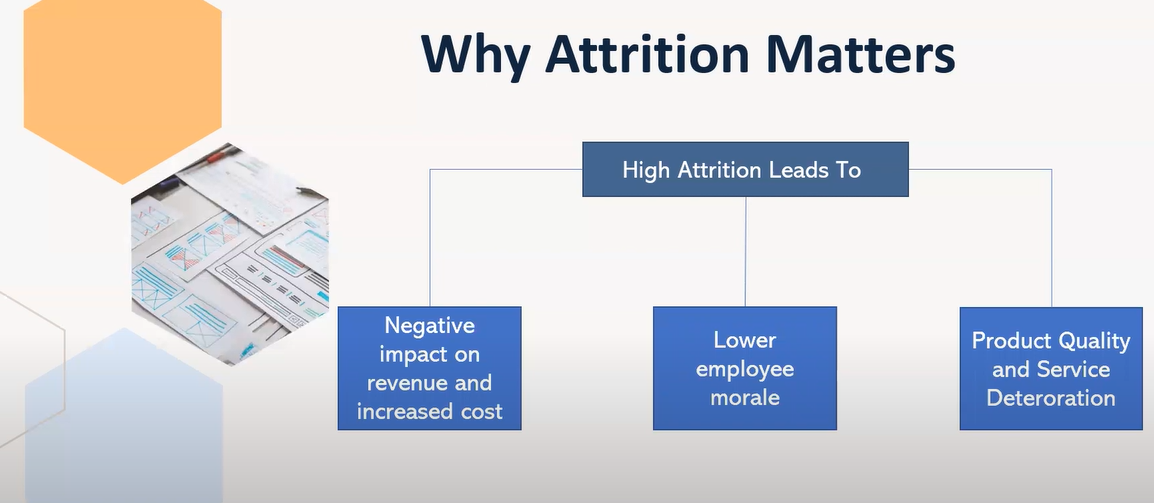 Why Attrition Matters
High Attrition Leads To
Negative
impact on
revenue and
increased cost
Lower
employee
morale
Product Quality
and Service
Deteroration